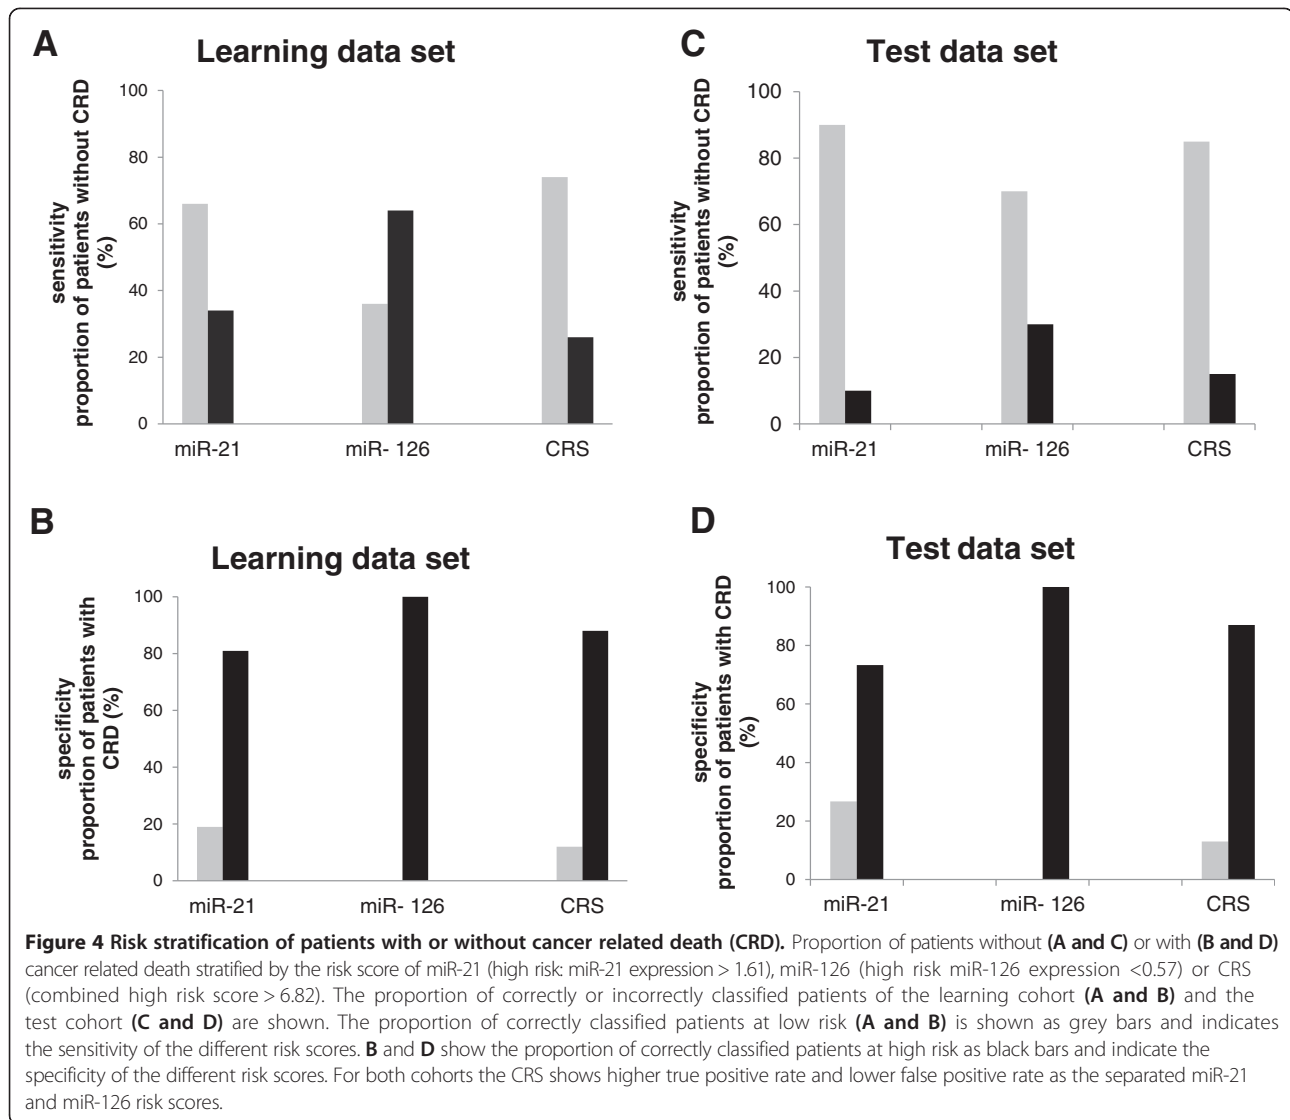 A
Learning data set
sensitivity
proportion of patients without CRD
(%)
100
80
60
40
20
0
miR-21
miR- 126
CRS
C
Test data set
sensitivity
proportion of patients without CRD
(%)
100
80
60
40
20
0
miR-21
miR- 126
CRS
B
Learning data set
specificity
proportion of patients with
CRD (%)
100
80
60
40
20
0
miR-21
miR- 126
CRS
D
Test data set
specificity
proportion of patients with CRD
(%)
100
80
60
40
20
0
miR-21
miR- 126
CRS
Figure 4 Risk stratification of patients with or without cancer related death (CRD). Proportion of patients without (A and C) or with (B and D)
cancer related death stratified by the risk score of miR-21 (high risk: miR-21 expression > 1.61), miR-126 (high risk miR-126 expression <0.57) or CRS
(combined high risk score > 6.82). The proportion of correctly or incorrectly classified patients of the learning cohort (A and B) and the
test cohort (C and D) are shown. The proportion of correctly classified patients at low risk (A and B) is shown as grey bars and indicates
the sensitivity of the different risk scores. B and D show the proportion of correctly classified patients at high risk as black bars and indicate the
specificity of the different risk scores. For both cohorts the CRS shows higher true positive rate and lower false positive rate as the separated miR-21
and miR-126 risk scores.